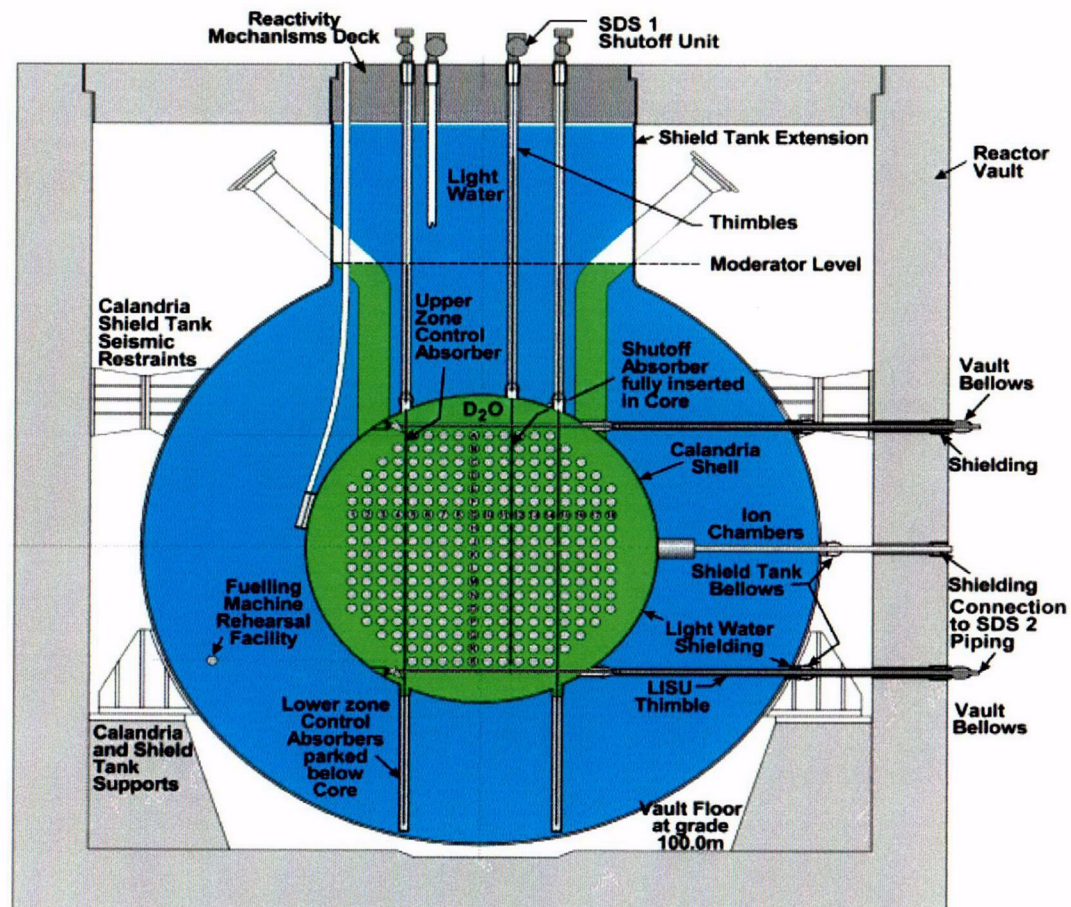 Reactivity
Mechanisms Deck
SDS 1
Shutoff Unit
Shield Tank Extension
Reactor
Vault
Light
Water
Thimbles
Moderator Level
Calandria
Shield Tank
Seismic
Restraints
Upper
Zone
Control
Absorber
Shutoff
Absorber
fully inserted
in Core
Vault
Bellows
D₂O
Calandria
Shell
Shielding
Ion
Chambers
Shield Tank
Bellows
Shielding
Fuelling
Machine
Rehearsal
Facility
Connection
to SDS 2
Piping
Light Water
Shielding
LISU
Thimble
Vault
Bellows
Lower zone
Control
Absorbers
parked
below
Core
Calandria
and Shield
Tank
Supports
Vault Floor
at grade
100.0m